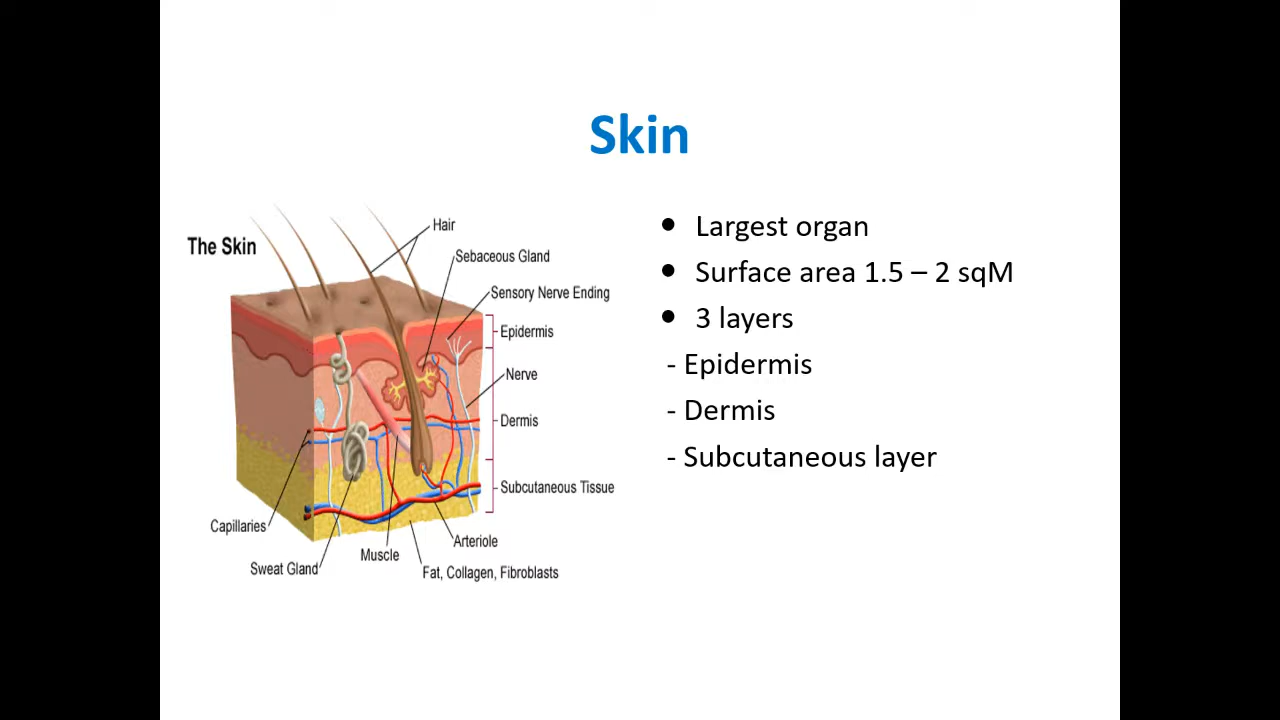 Skin
The Skin
Hair
Sebaceous Gland
Sensory Nerve Ending
Epidermis
Nerve
Dermis
Subcutaneous Tissue
Capillaries
Arteriole
Muscle
Sweat Gland
Fat, Collagen, Fibroblasts
• Largest organ
• Surface area 1.5 – 2 sqM
• 3 layers
- Epidermis
- Dermis
- Subcutaneous layer